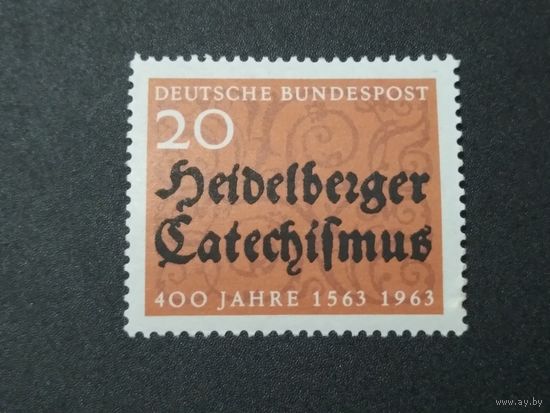 DEUTSCHE BUNDESPOST
20
Heidelberger
Catechiſmus
400 JAHRE 1563 1963
www.ay.by